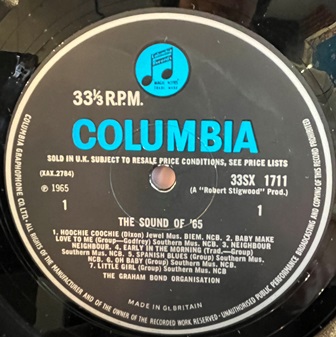 33⅓ R.P.M.
COLUMBIA
SOLD IN U.K. SUBJECT TO RESALE PRICE CONDITIONS, SEE PRICE LISTS
(XAX.2784)
33SX 1711
℗ 1965
(A "Robert Stigwood" Prod.)
1
1
THE SOUND OF '65
1. HOOCHIE COOCHIE (Dixon) Jewel Mus. BIEM. NCB. 2. BABY MAKE
LOVE TO ME (Group—Godfrey) Southern Mus. NCB. 3. NEIGHBOUR
NEIGHBOUR. 4. EARLY IN THE MORNING (Trad.—Group)
Southern Mus. NCB. 5. SPANISH BLUES (Group) Southern Mus.
NCB. 6. OH BABY (Group) Southern Mus. NCB.
7. LITTLE GIRL (Group) Southern Mus. NCB
THE GRAHAM BOND ORGANISATION
MADE IN GT. BRITAIN
COLUMBIA GRAPHOPHONE CO. LTD. ALL RIGHTS OF THE MANUFACTURER AND OF THE OWNER OF THE RECORDED WORK RESERVED · UNAUTHORISED PUBLIC PERFORMANCE BROADCASTING AND COPYING OF THIS RECORD PROHIBITED